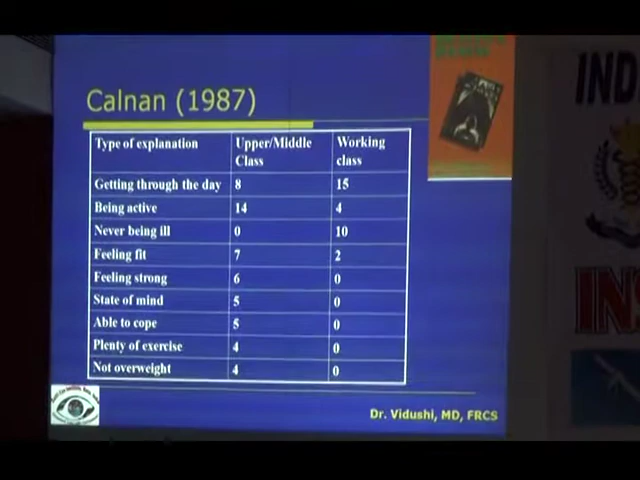 Calnan (1987)
Type of explanation Upper/Middle Class Working class
Getting through the day 8 15
Being active 14 4
Never being ill 0 10
Feeling fit 7 2
Feeling strong 6 0
State of mind 5 0
Able to cope 5 0
Plenty of exercise 4 0
Not overweight 4 0
Dr. Vidushi, MD, FRCS
IND
INS